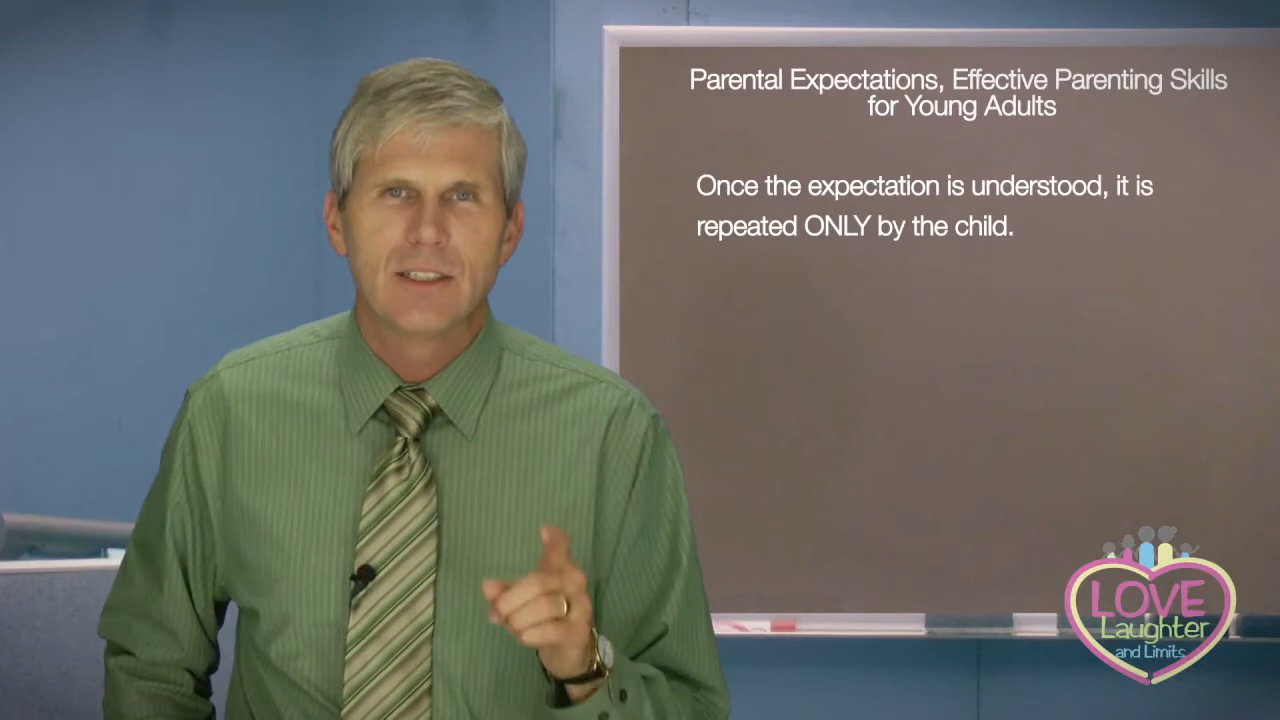 Parental Expectations, Effective Parenting Skills
for Young Adults
Once the expectation is understood, it is
repeated ONLY by the child.
LOVE
Laughter
and Limits